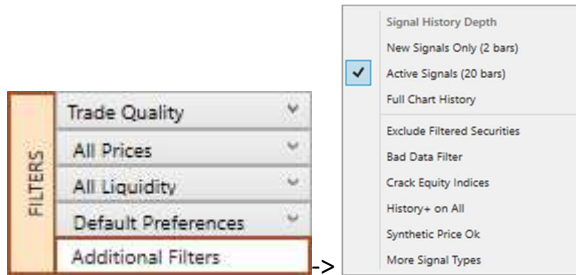 FILTERS
Trade Quality
All Prices
All Liquidity
Default Preferences
Additional Filters
->
Signal History Depth
New Signals Only (2 bars)
Active Signals (20 bars)
Full Chart History
Exclude Filtered Securities
Bad Data Filter
Crack Equity Indices
History+ on All
Synthetic Price Ok
More Signal Types